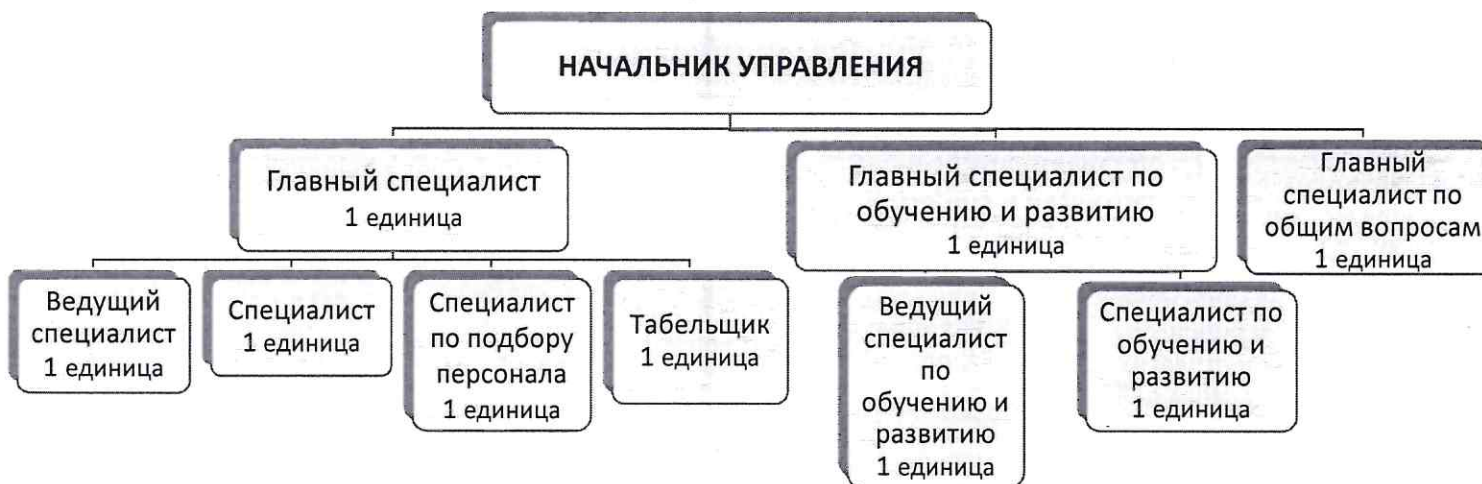 НАЧАЛЬНИК УПРАВЛЕНИЯ
Главный специалист
1 единица
Главный специалист по
обучению и развитию
1 единица
Главный
специалист по
общим вопросам
1 единица
Ведущий
специалист
1 единица
Специалист
1 единица
Специалист
по подбору
персонала
1 единица
Табельщик
1 единица
Ведущий
специалист
по
обучению и
развитию
1 единица
Специалист по
обучению и
развитию
1 единица